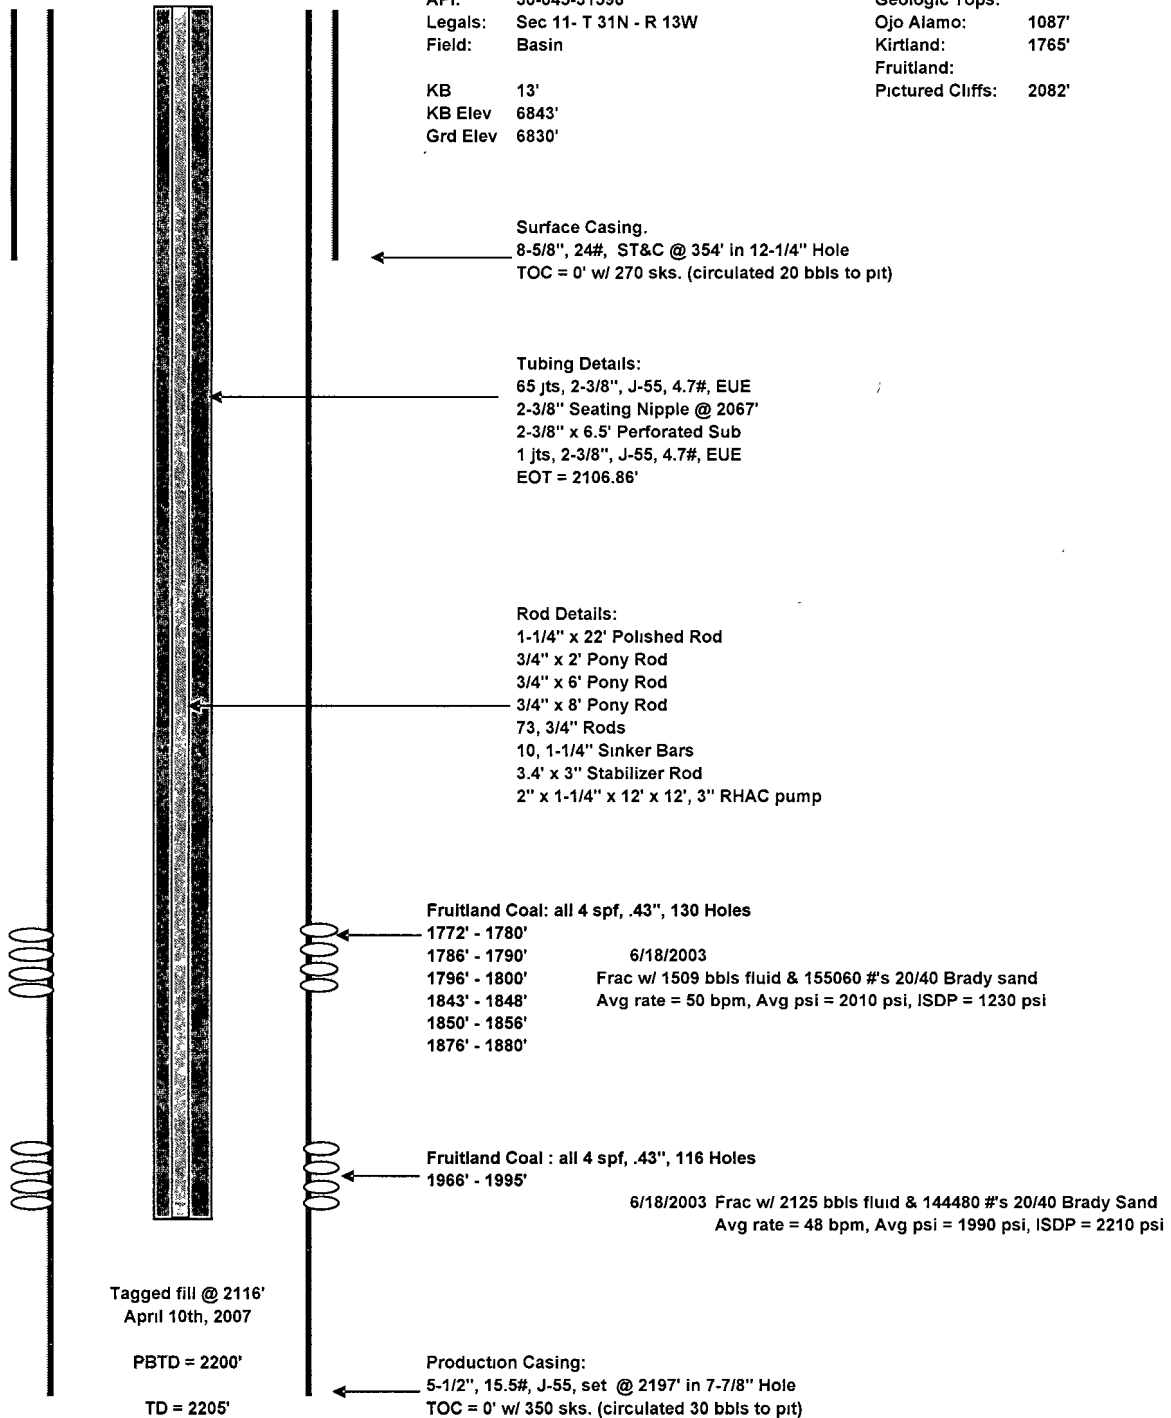 Legals: Sec 11- T 31N - R 13W
Field: Basin
KB 13'
KB Elev 6843'
Grd Elev 6830'
Ojo Alamo: 1087'
Kirtland: 1765'
Fruitland:
Pictured Cliffs: 2082'
Surface Casing.
8-5/8", 24#, ST&C @ 354' in 12-1/4" Hole
TOC = 0' w/ 270 sks. (circulated 20 bbls to pit)
Tubing Details:
65 jts, 2-3/8", J-55, 4.7#, EUE
2-3/8" Seating Nipple @ 2067'
2-3/8" x 6.5' Perforated Sub
1 jts, 2-3/8", J-55, 4.7#, EUE
EOT = 2106.86'
Rod Details:
1-1/4" x 22' Polished Rod
3/4" x 2' Pony Rod
3/4" x 6' Pony Rod
3/4" x 8' Pony Rod
73, 3/4" Rods
10, 1-1/4" Sinker Bars
3.4' x 3" Stabilizer Rod
2" x 1-1/4" x 12' x 12', 3" RHAC pump
Fruitland Coal: all 4 spf, .43", 130 Holes
1772' - 1780'
1786' - 1790' 6/18/2003
1796' - 1800' Frac w/ 1509 bbls fluid & 155060 #'s 20/40 Brady sand
1843' - 1848' Avg rate = 50 bpm, Avg psi = 2010 psi, ISDP = 1230 psi
1850' - 1856'
1876' - 1880'
Fruitland Coal : all 4 spf, .43", 116 Holes
1966' - 1995'
6/18/2003 Frac w/ 2125 bbls fluid & 144480 #'s 20/40 Brady Sand
Avg rate = 48 bpm, Avg psi = 1990 psi, ISDP = 2210 psi
Tagged fill @ 2116'
April 10th, 2007
PBTD = 2200'
TD = 2205'
Production Casing:
5-1/2", 15.5#, J-55, set @ 2197' in 7-7/8" Hole
TOC = 0' w/ 350 sks. (circulated 30 bbls to pit)